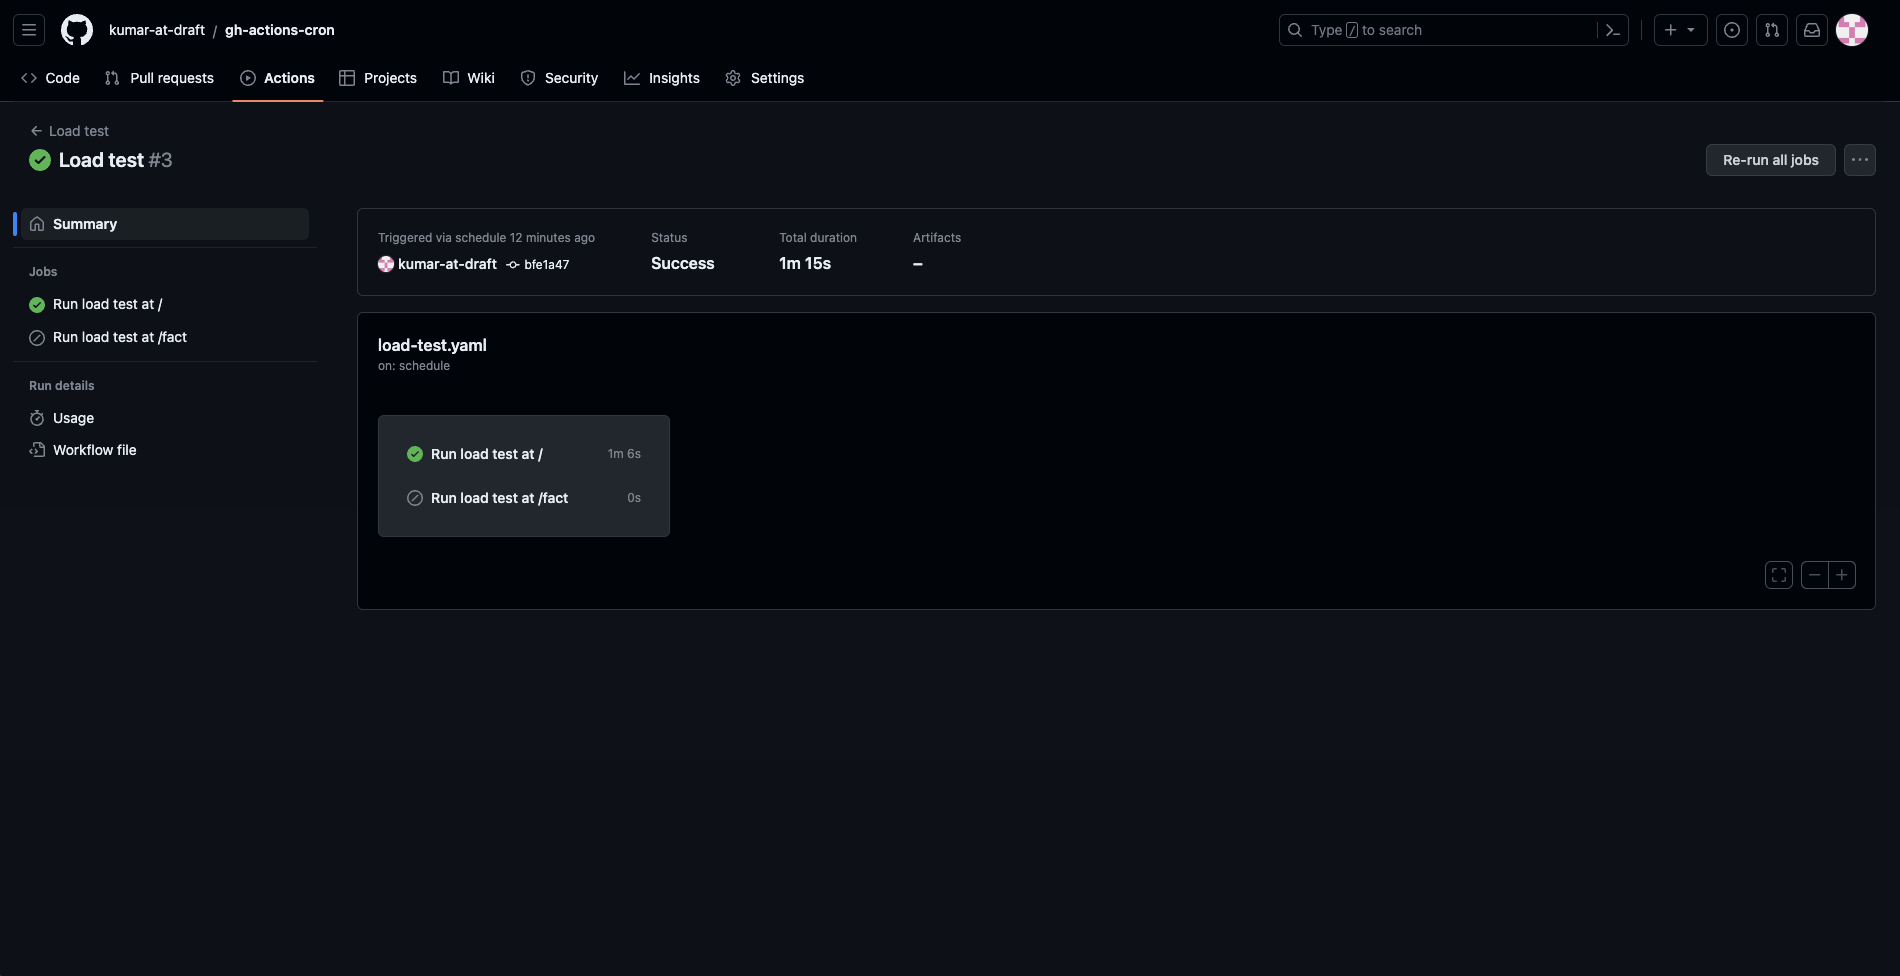 kumar-at-draft / gh-actions-cron
Type / to search
Code
Pull requests
Actions
Projects
Wiki
Security
Insights
Settings
Load test
Load test #3
Re-run all jobs
Summary
Jobs
Run load test at /
Run load test at /fact
Run details
Usage
Workflow file
Triggered via schedule 12 minutes ago
kumar-at-draft bfe1a47
Status
Success
Total duration
1m 15s
Artifacts
–
load-test.yaml
on: schedule
Run load test at / 1m 6s
Run load test at /fact 0s